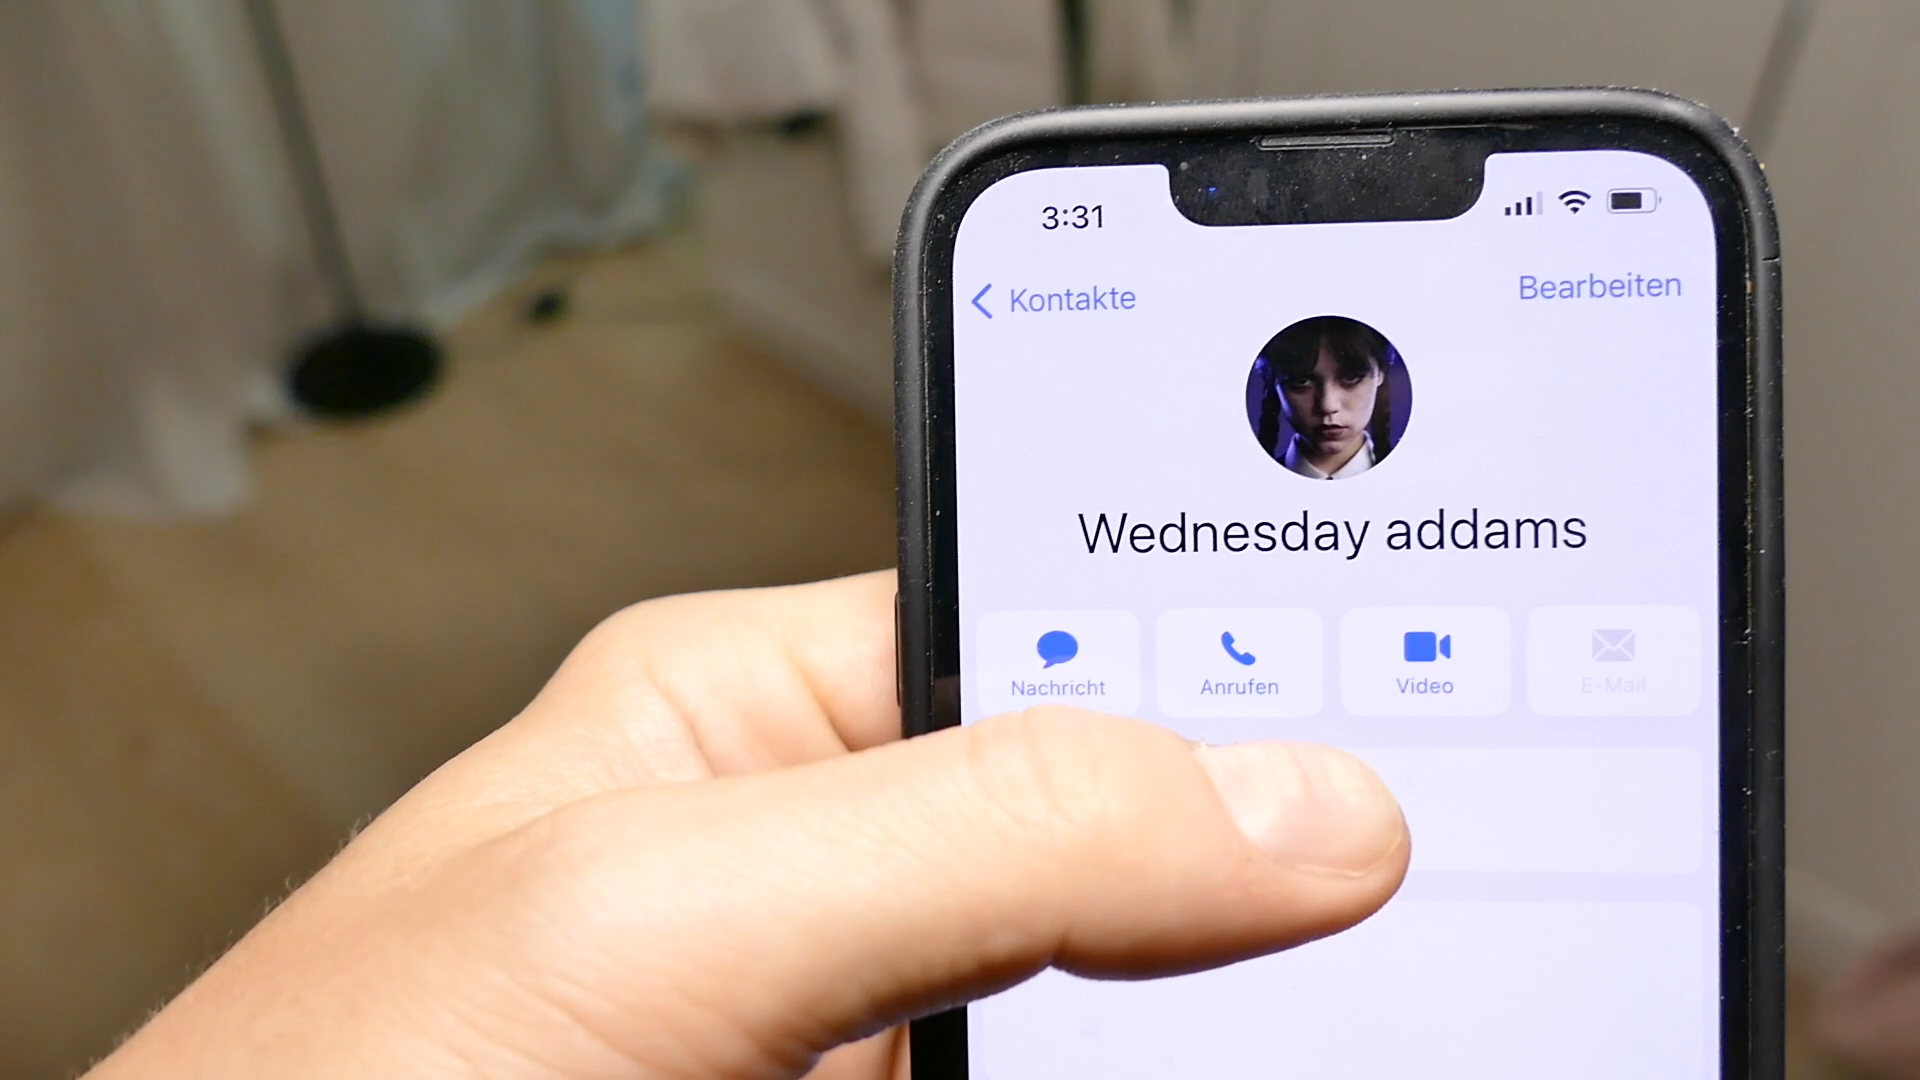 3:31
Kontakte
Bearbeiten
Wednesday addams
Nachricht
Anrufen
Video
E-Mail